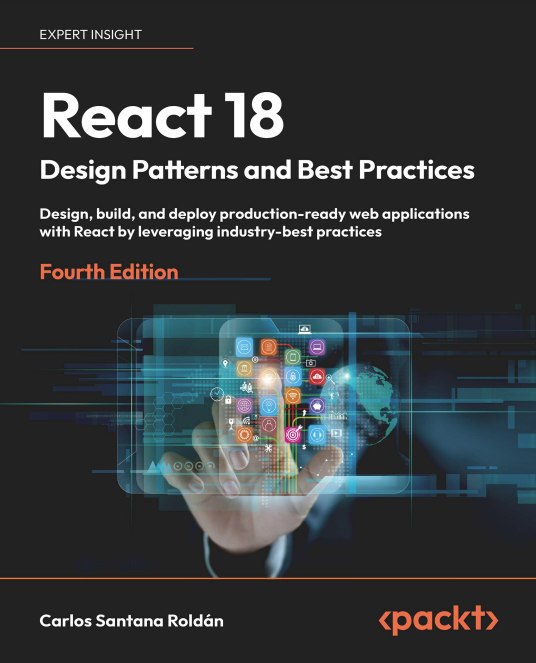 EXPERT INSIGHT
React 18
Design Patterns and Best Practices
Design, build, and deploy production-ready web applications
with React by leveraging industry-best practices
Fourth Edition
Carlos Santana Roldán
<packt>